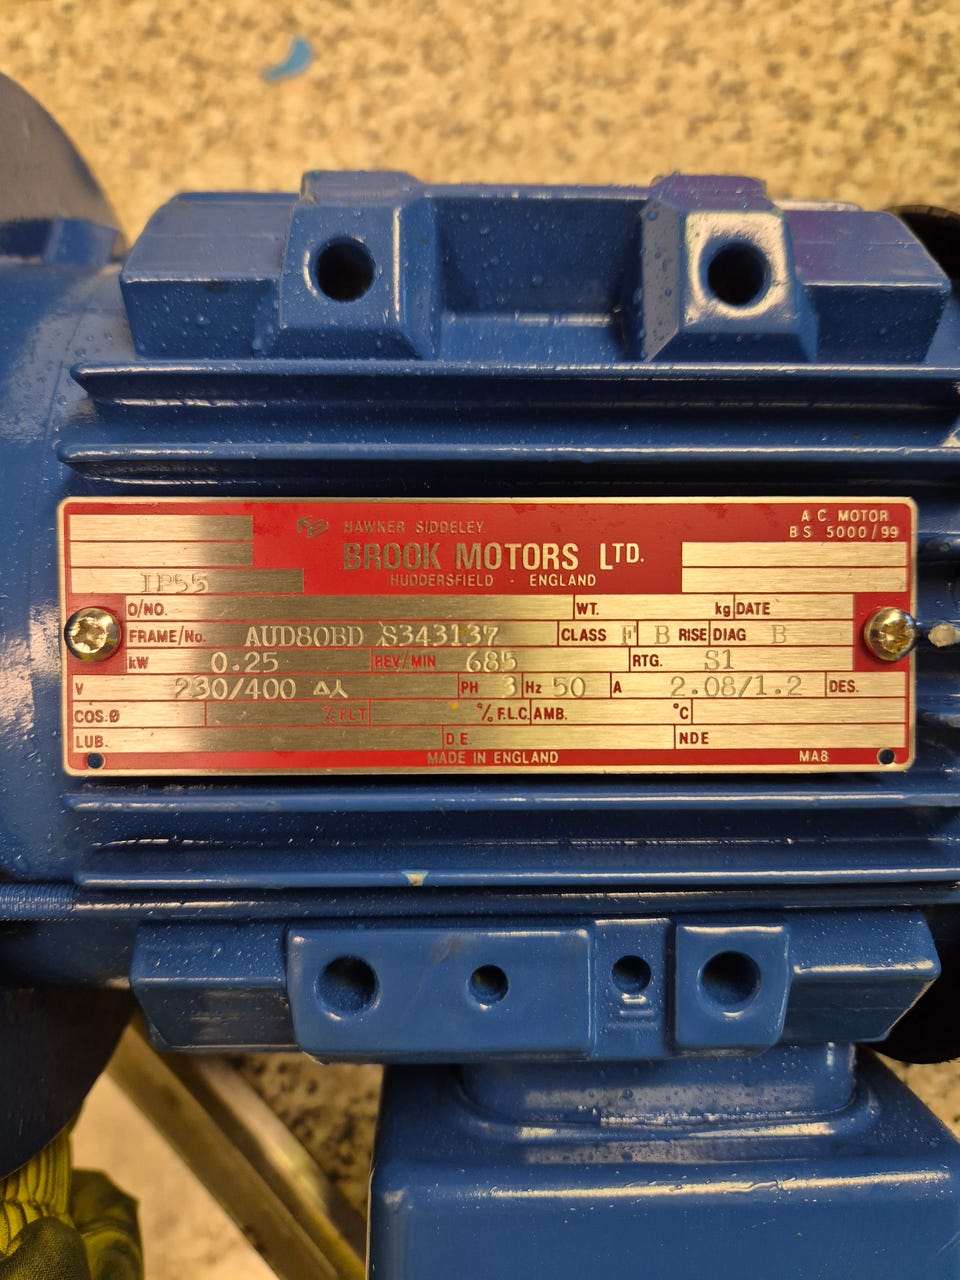 HAWKER SIDDELEY
A C. MOTOR
BS 5000/99
BROOK MOTORS LTD.
HUDDERSFIELD - ENGLAND
IP55
O/NO. WT. kg DATE
FRAME/No. AUD80BD S343137 CLASS F B RISE DIAG B
kW 0.25 REV/MIN 685 RTG. S1
V 230/400 △⅄ PH 3 Hz 50 A 2.08/1.2 DES.
COS.Ø % FLT % F.L.C. AMB. °C
LUB. D.E. NDE
MADE IN ENGLAND MA8